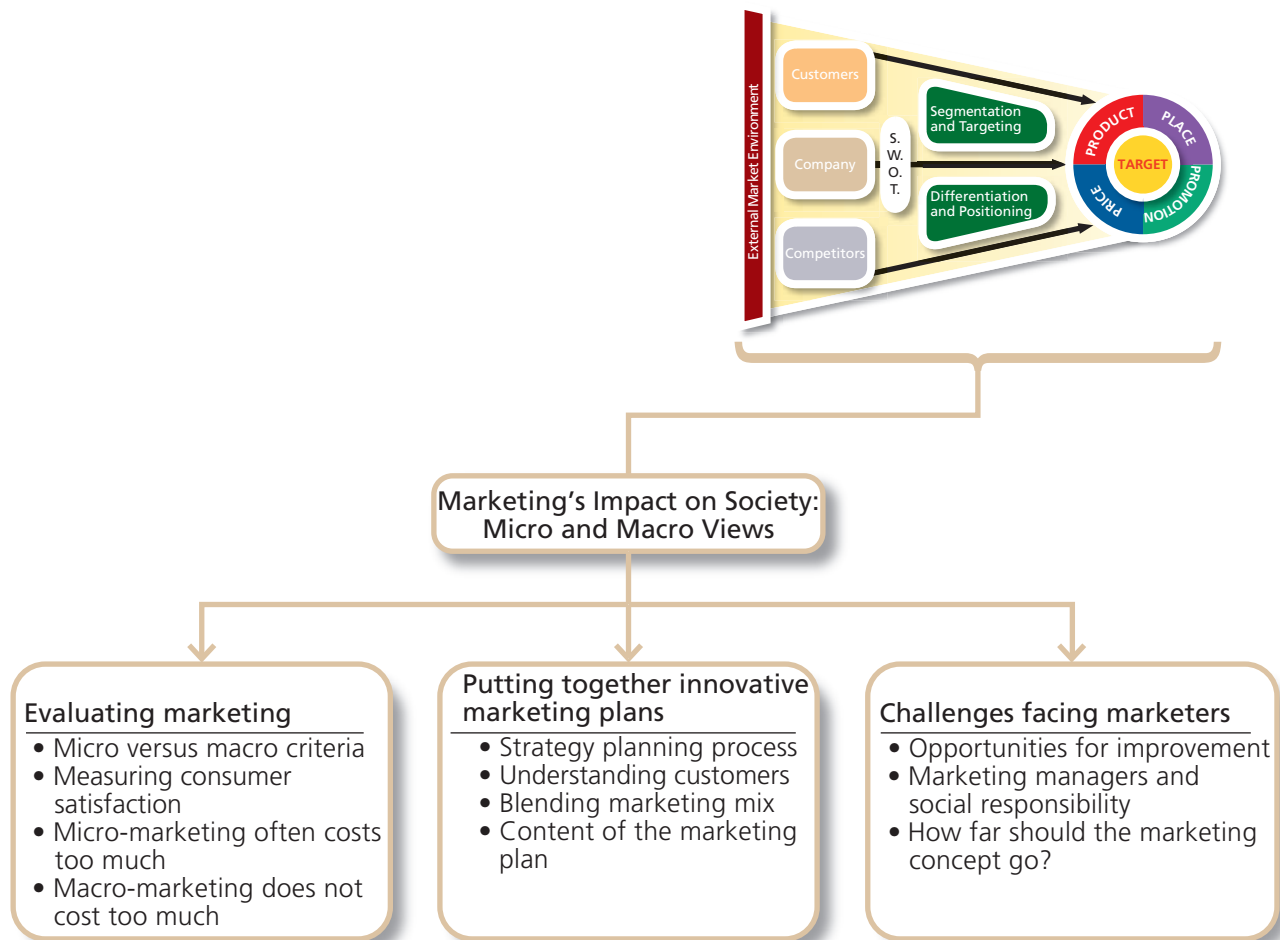 External Market Environment
Customers
Company
Competitors
S.
W.
O.
T.
Segmentation
and Targeting
Differentiation
and Positioning
PRODUCT
PLACE
PRICE
PROMOTION
TARGET
Marketing’s Impact on Society:
Micro and Macro Views
Evaluating marketing
• Micro versus macro criteria
• Measuring consumer
satisfaction
• Micro-marketing often costs
too much
• Macro-marketing does not
cost too much
Putting together innovative
marketing plans
• Strategy planning process
• Understanding customers
• Blending marketing mix
• Content of the marketing
plan
Challenges facing marketers
• Opportunities for improvement
• Marketing managers and
social responsibility
• How far should the marketing
concept go?